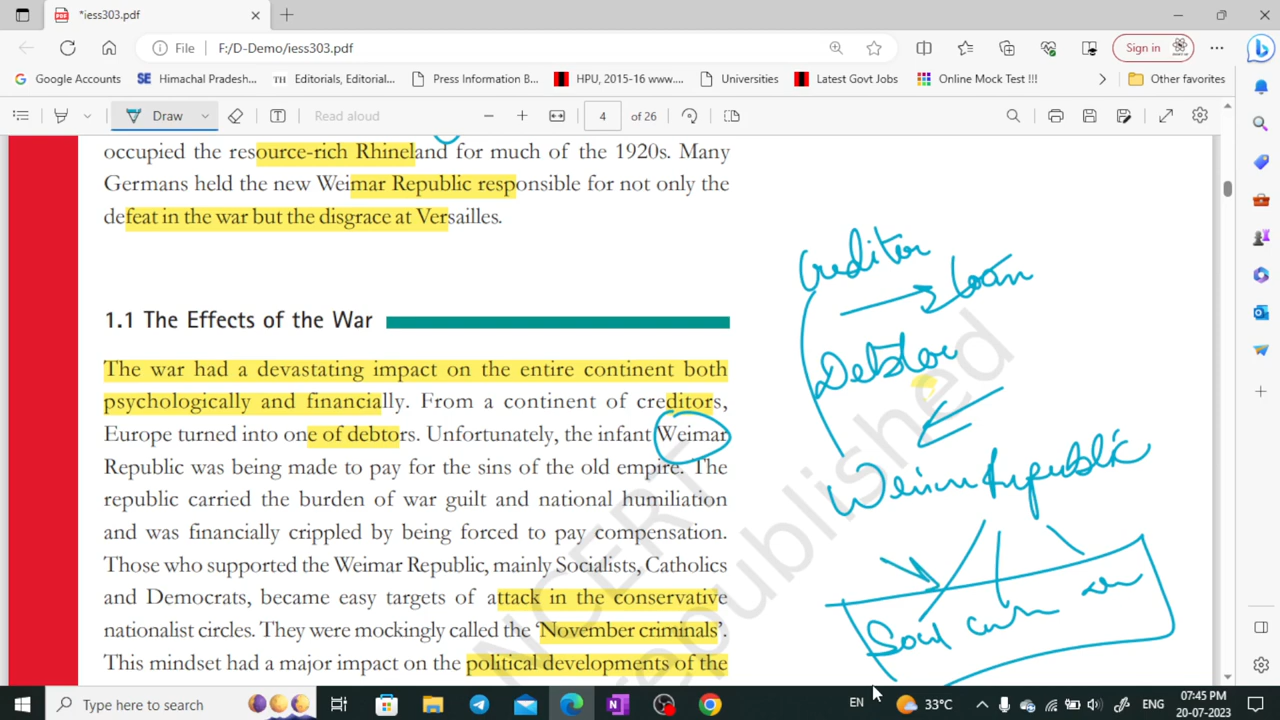 *iess303.pdf
File F:/D-Demo/iess303.pdf Sign in
Google Accounts SE Himachal Pradesh... TH Editorials, Editorial... Press Information B... HPU, 2015-16 www.... Universities Latest Govt Jobs Online Mock Test !!! Other favorites
Draw Read aloud 4 of 26
occupied the resource-rich Rhineland for much of the 1920s. Many
Germans held the new Weimar Republic responsible for not only the
defeat in the war but the disgrace at Versailles.
1.1 The Effects of the War
The war had a devastating impact on the entire continent both
psychologically and financially. From a continent of creditors,
Europe turned into one of debtors. Unfortunately, the infant Weimar
Republic was being made to pay for the sins of the old empire. The
republic carried the burden of war guilt and national humiliation
and was financially crippled by being forced to pay compensation.
Those who supported the Weimar Republic, mainly Socialists, Catholics
and Democrats, became easy targets of attack in the conservative
nationalist circles. They were mockingly called the ‘November criminals’.
This mindset had a major impact on the political developments of the
Creditor
loan
Debtor
Weimar Republic
NCERT
republished
Type here to search
EN 33°C ENG 07:45 PM
20-07-2023